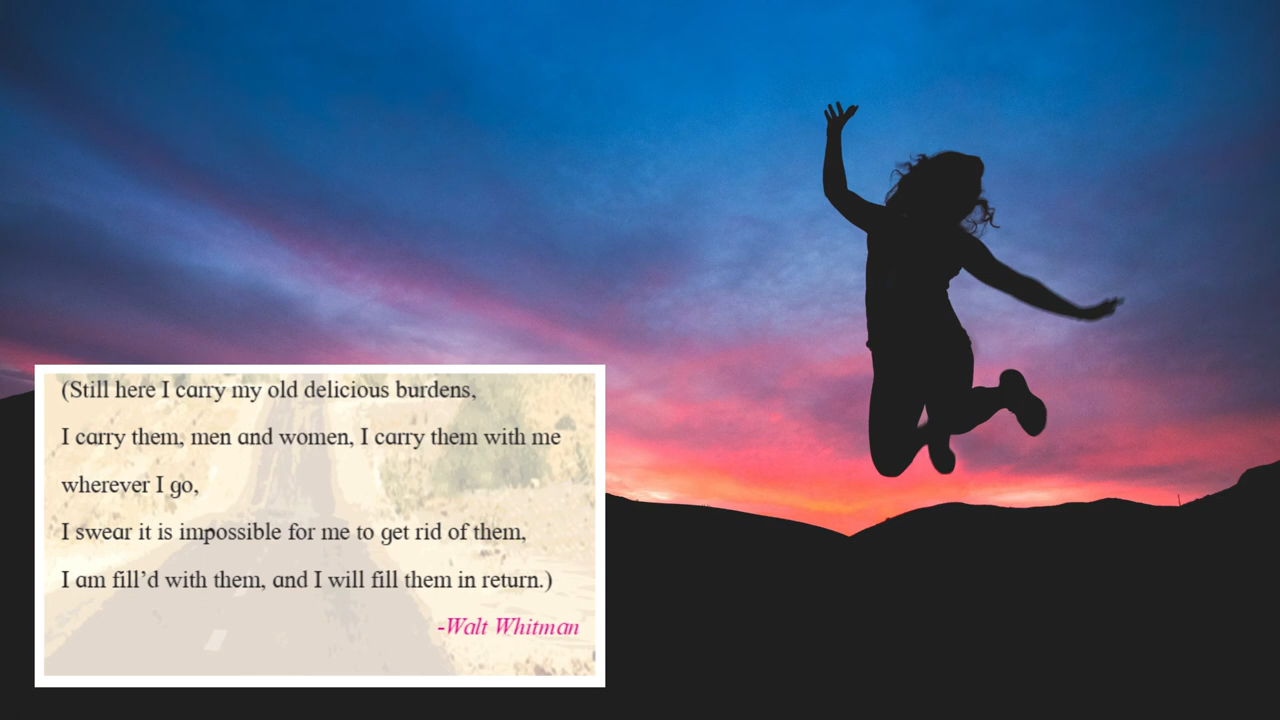 (Still here I carry my old delicious burdens,
I carry them, men and women, I carry them with me
wherever I go,
I swear it is impossible for me to get rid of them,
I am fill’d with them, and I will fill them in return.)
-Walt Whitman